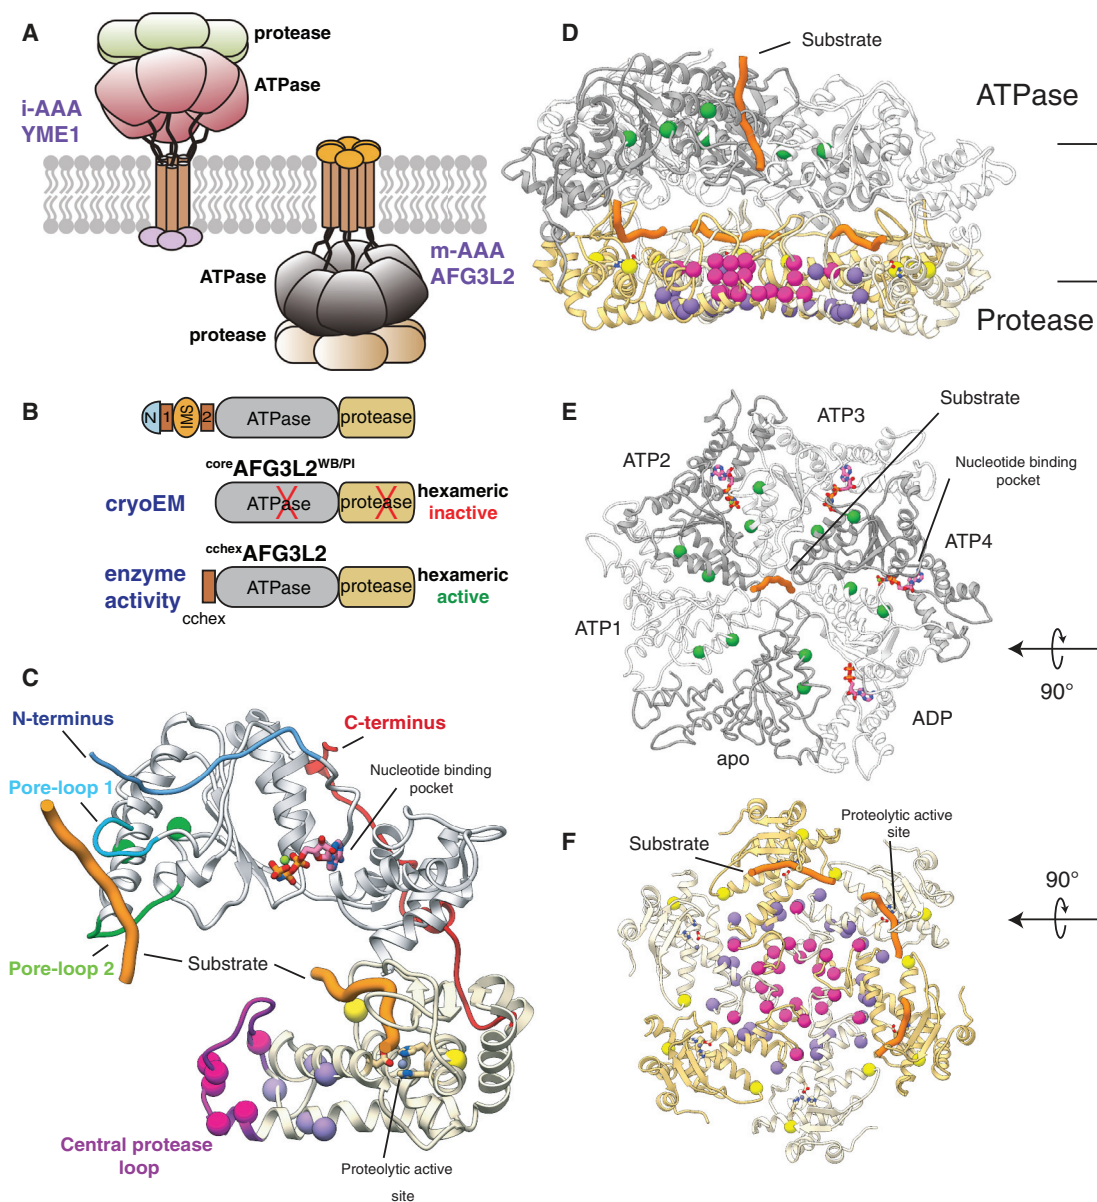 A
protease
ATPase
i-AAA
YME1
m-AAA
AFG3L2
ATPase
protease
B
N 1 IMS 2 ATPase protease
coreAFG3L2WB/PI
cryoEM
ATPase protease
hexameric
inactive
cchexAFG3L2
enzyme
activity
ATPase protease
hexameric
active
cchex
C
N-terminus
C-terminus
Pore-loop 1
Nucleotide binding
pocket
Pore-loop 2
Substrate
Central protease
loop
Proteolytic active
site
D
Substrate
ATPase
Protease
E
Substrate
ATP3
ATP2
Nucleotide binding
pocket
ATP4
ATP1
ADP
apo
90°
F
Proteolytic active
site
Substrate
90°